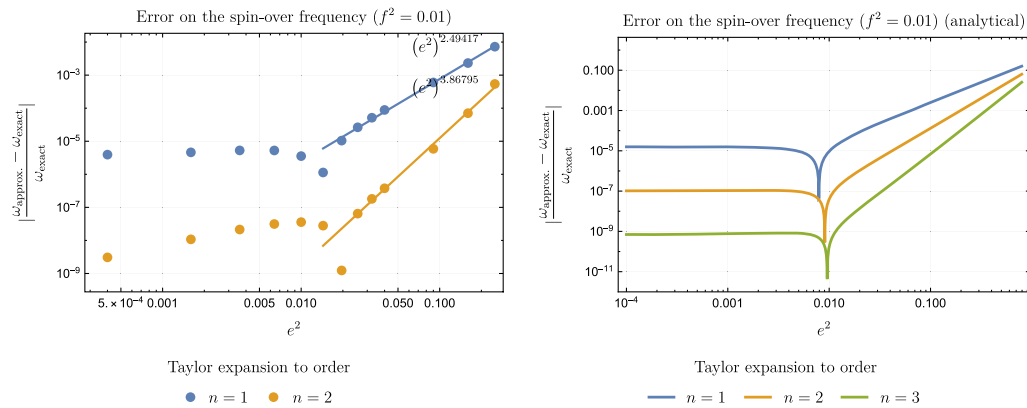 Error on the spin-over frequency (f² = 0.01)
(e²)^2.49417
(e²)^3.86795
10⁻³
10⁻⁵
10⁻⁷
10⁻⁹
|ω_approx. − ω_exact / ω_exact|
5.×10⁻⁴ 0.001 0.005 0.010 0.050 0.100
e²
Taylor expansion to order
n = 1 n = 2
Error on the spin-over frequency (f² = 0.01) (analytical)
0.100
0.001
10⁻⁵
10⁻⁷
10⁻⁹
10⁻¹¹
|ω_approx. − ω_exact / ω_exact|
10⁻⁴ 0.001 0.010 0.100
e²
Taylor expansion to order
n = 1 n = 2 n = 3